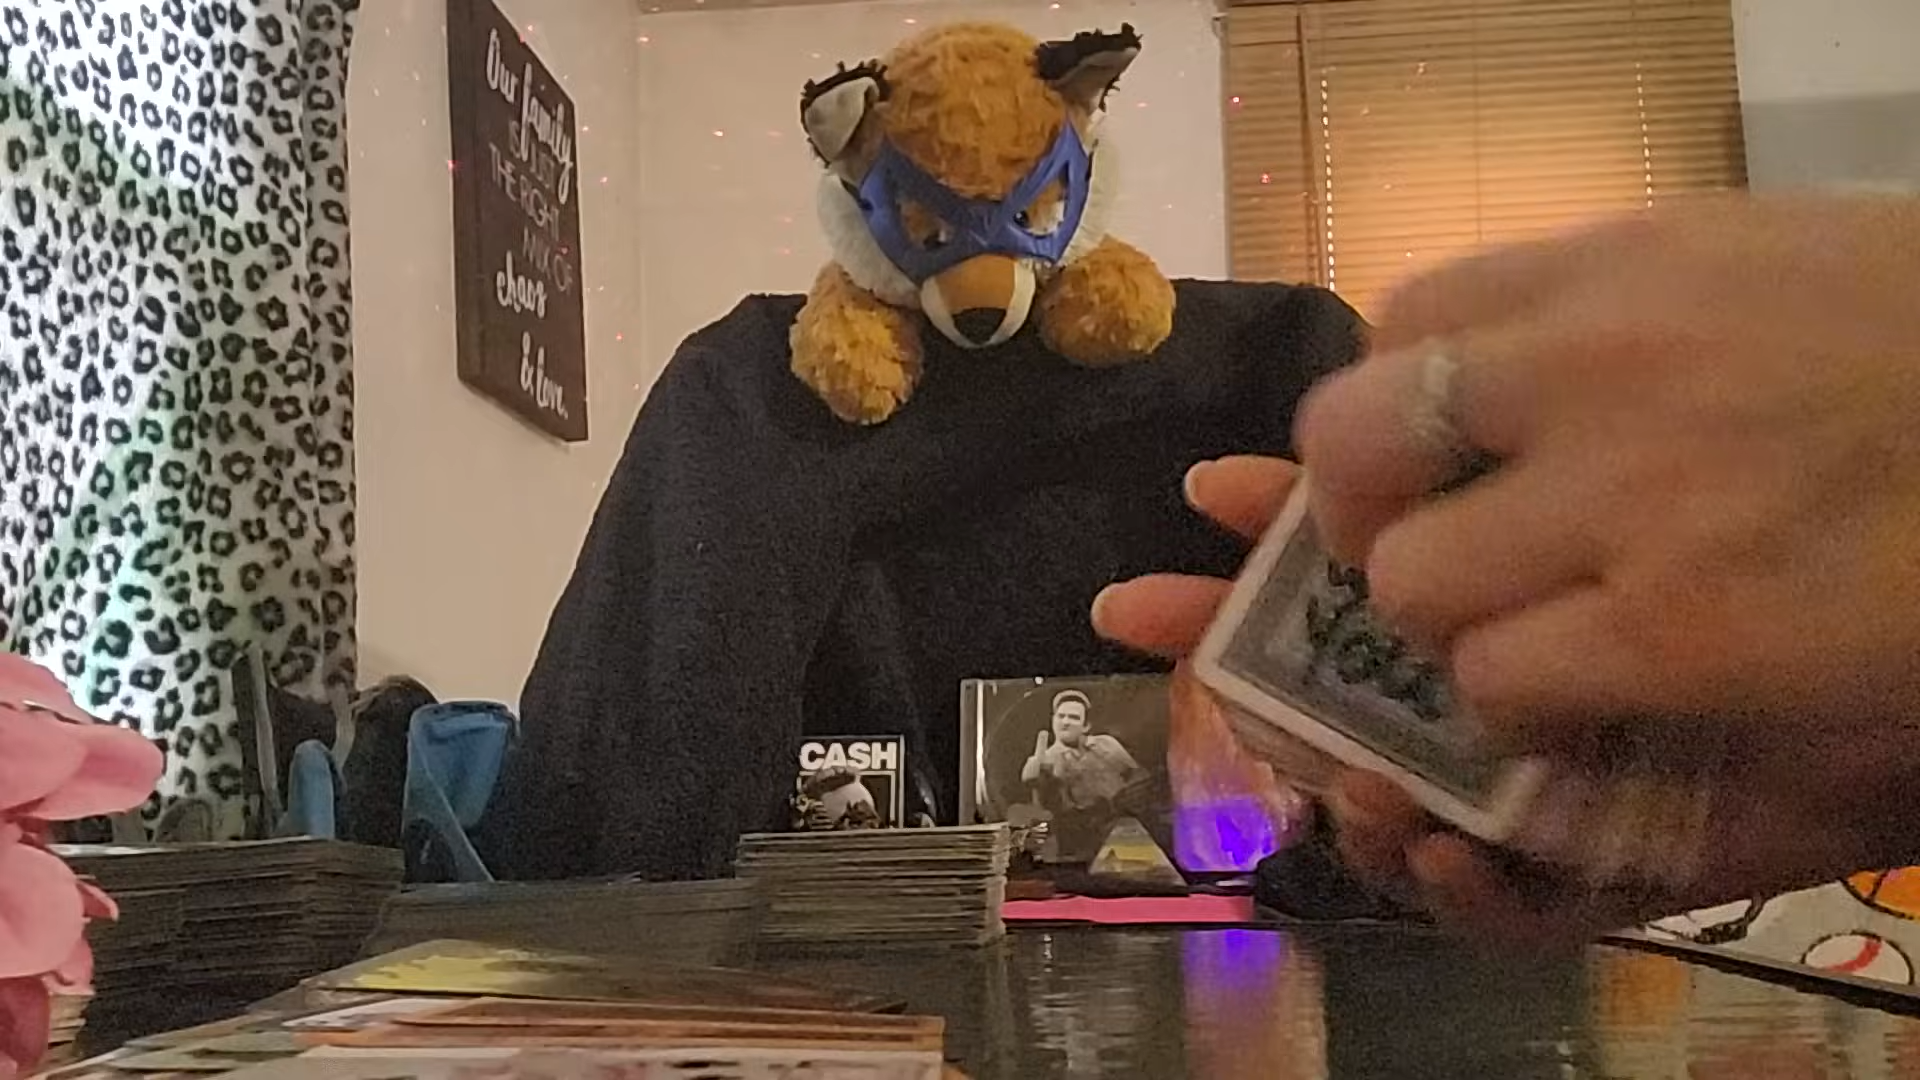 Our family
IS JUST
THE RIGHT
MIX OF
chaos
& love.
CASH